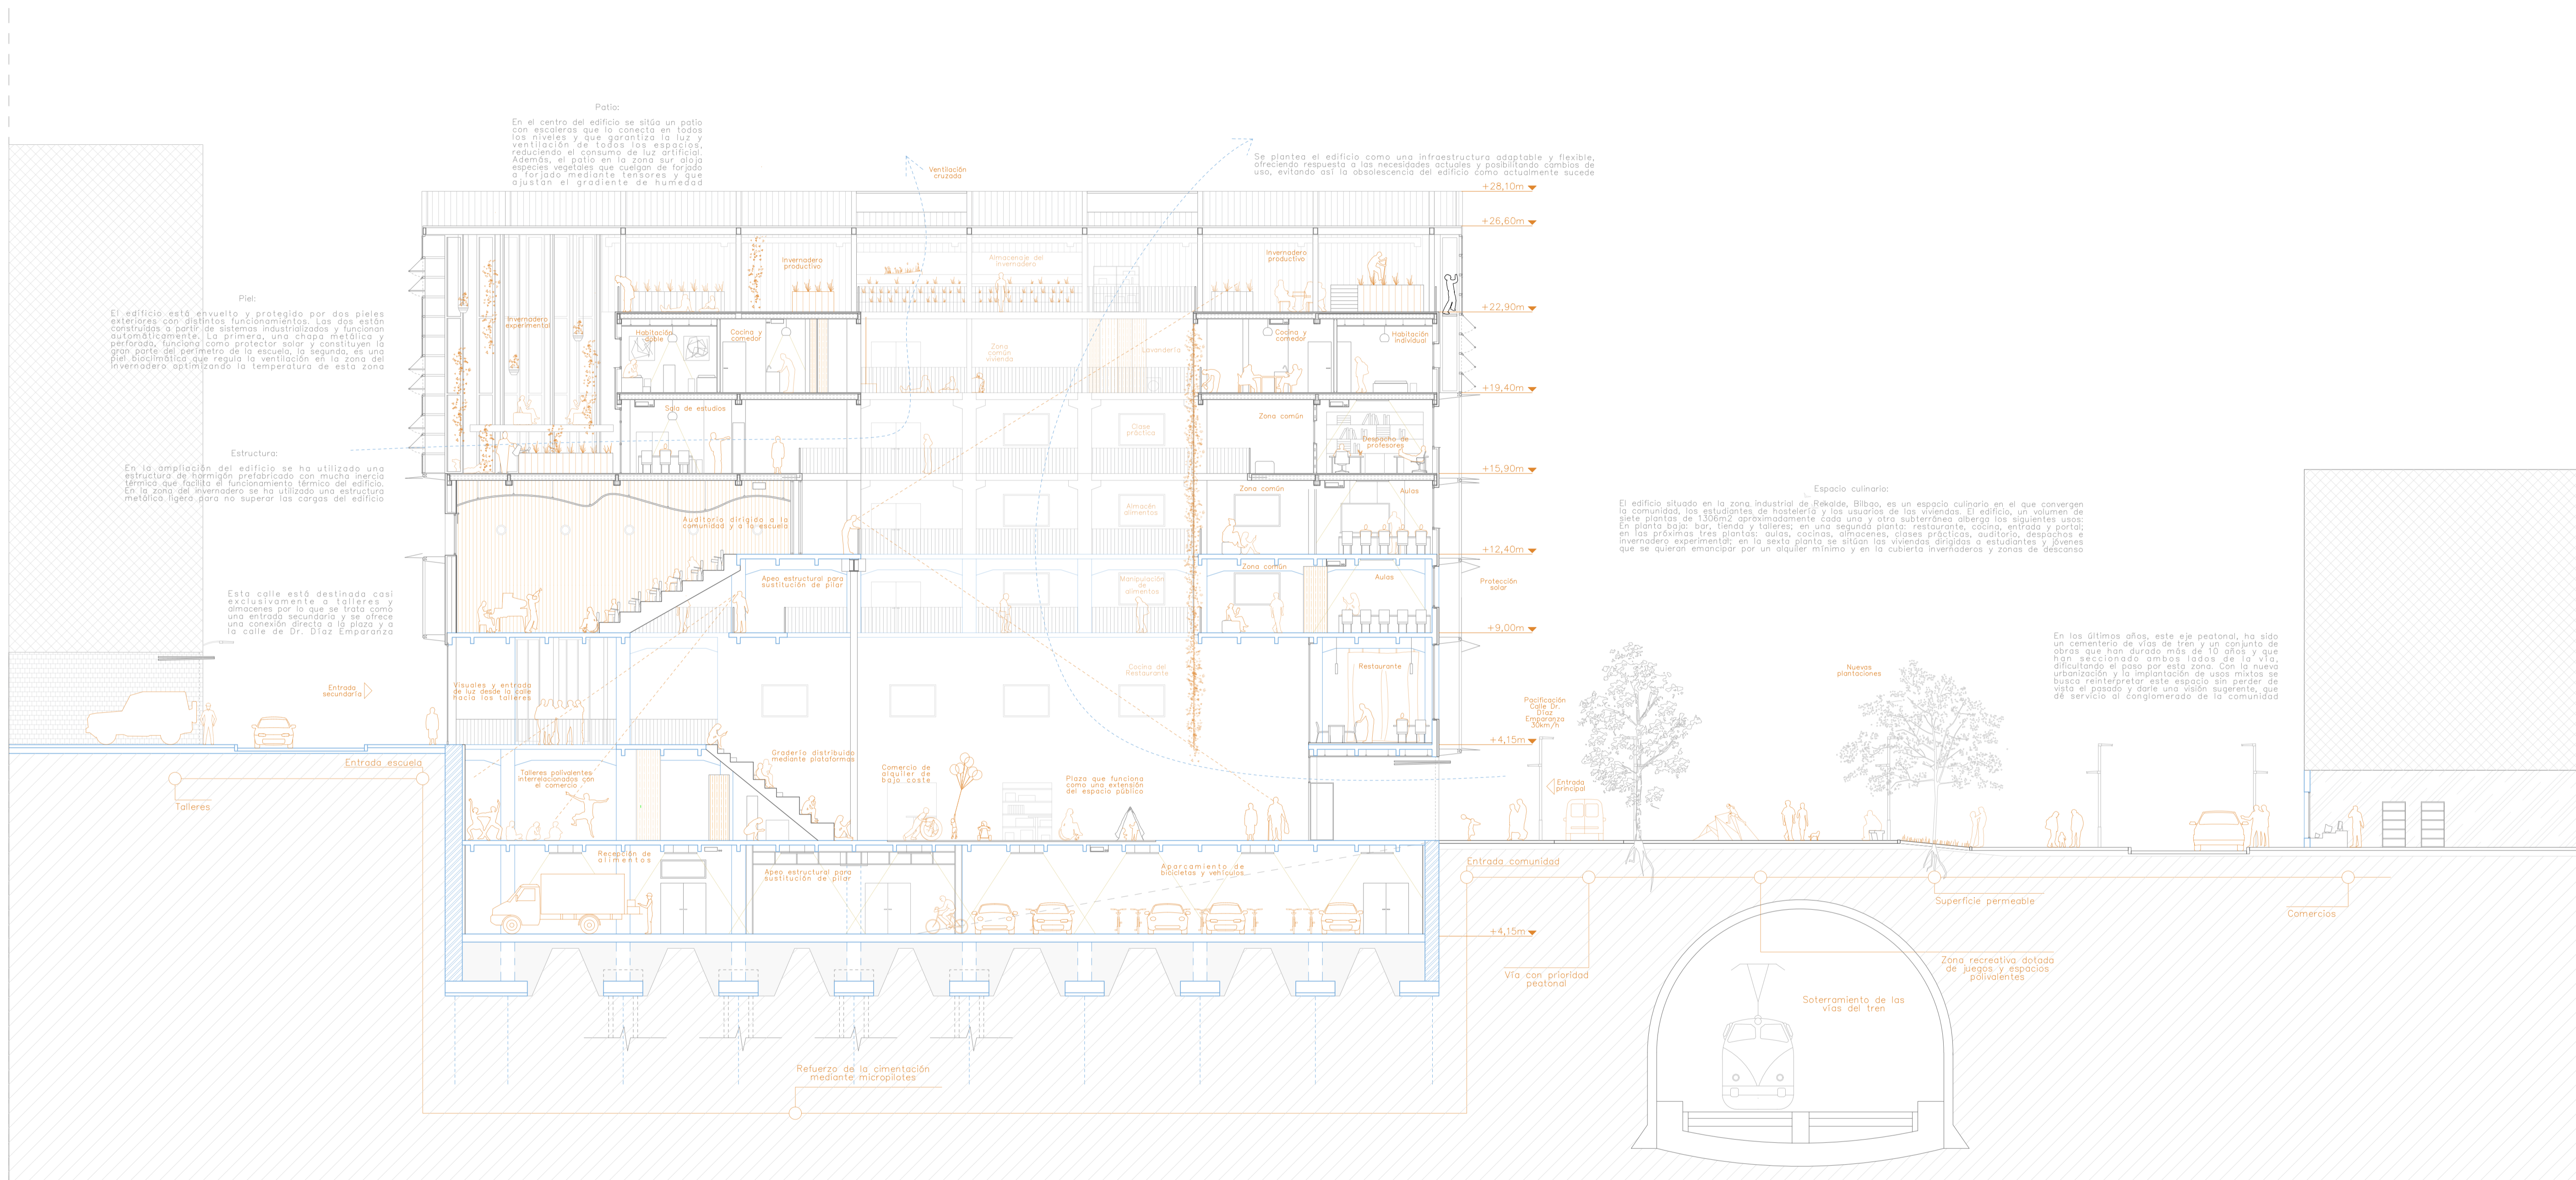 Patio:
En el centro del edificio se sitúa un patio
con escaleras que lo conecta en todos
los niveles y que garantiza la luz y
ventilación de todos los espacios,
reduciendo el consumo de luz artificial.
Además, el patio en la zona sur aloja
especies vegetales que cuelgan de forjado
a forjado mediante tensores y que
ajustan el gradiente de humedad
Ventilación
cruzada
Se plantea el edificio como una infraestructura adaptable y flexible,
ofreciendo respuesta a las necesidades actuales y posibilitando cambios de
uso, evitando así la obsolescencia del edificio como actualmente sucede
+28,10m
+26,60m
+22,90m
+19,40m
+15,90m
+12,40m
+9,00m
+4,15m
+4,15m
Piel:
El edificio está envuelto y protegido por dos pieles
exteriores con distintos funcionamientos. Las dos están
construidas a partir de sistemas industrializados y funcionan
automáticamente. La primera, una chapa metálica y
perforada, funciona como protector solar y constituyen la
gran parte del perímetro de la escuela. la segunda, es una
piel bioclimática que regula la ventilación en la zona del
invernadero optimizando la temperatura de esta zona
Estructura:
En la ampliación del edificio se ha utilizado una
estructura de hormigón prefabricado con mucha inercia
térmica que facilita el funcionamiento térmico del edificio.
En la zona del invernadero se ha utilizado una estructura
metálica ligera para no superar las cargas del edificio
Esta calle está destinada casi
exclusivamente a talleres y
almacenes por lo que se trata como
una entrada secundaria y se ofrece
una conexión directa a la plaza y a
la calle de Dr. Díaz Emparanza
Invernadero
productivo
Almacenaje del
invernadero
Invernadero
productivo
Invernadero
experimental
Habitación
doble
Cocina y
comedor
Zona
común
vivienda
Lavandería
Cocina y
comedor
Habitación
individual
Sala de estudios
Clase
práctica
Zona común
Despacho de
profesores
Auditorio dirigido a la
comunidad y a la escuela
Almacén
alimentos
Zona común
Aulas
Apeo estructural para
sustitución de pilar
Manipulación
de
alimentos
Zona común
Aulas
Protección
solar
Entrada
secundaria
Visuales y entrada
de luz desde la calle
hacia los talleres
Cocina del
Restaurante
Restaurante
Entrada escuela
Talleres
Talleres polivalentes
interrelacionados con
el comercio
Graderío distribuido
mediante plataformas
Comercio de
alquiler de
bajo coste
Plaza que funciona
como una extensión
del espacio público
Recepción de
alimentos
Apeo estructural para
sustitución de pilar
Aparcamiento de
bicicletas y vehículos
Refuerzo de la cimentación
mediante micropilotes
Espacio culinario:
El edificio situado en la zona industrial de Rekalde, Bilbao, es un espacio culinario en el que convergen
la comunidad, los estudiantes de hostelería y los usuarios de las viviendas. El edificio, un volumen de
siete plantas de 1306m2 apróximadamente cada una y otra subterránea alberga los siguientes usos:
En planta baja: bar, tienda y talleres; en una segunda planta: restaurante, cocina, entrada y portal;
en las próximas tres plantas: aulas, cocinas, almacenes, clases prácticas, auditorio, despachos e
invernadero experimental; en la sexta planta se sitúan las viviendas dirigidas a estudiantes y jóvenes
que se quieran emancipar por un alquiler mínimo y en la cubierta invernaderos y zonas de descanso
En los últimos años, este eje peatonal, ha sido
un cementerio de vías de tren y un conjunto de
obras que han durado más de 10 años y que
han seccionado ambos lados de la vía,
dificultando el paso por esta zona. Con la nueva
urbanización y la implantación de usos mixtos se
busca reinterpretar este espacio sin perder de
vista el pasado y darle una visión sugerente, que
dé servicio al conglomerado de la comunidad
Nuevas
plantaciones
Pacificación
Calle Dr.
Díaz
Emparanza
30km/h
Entrada
principal
Entrada comunidad
Vía con prioridad
peatonal
Superficie permeable
Zona recreativa dotada
de juegos y espacios
polivalentes
Comercios
Soterramiento de las
vías del tren